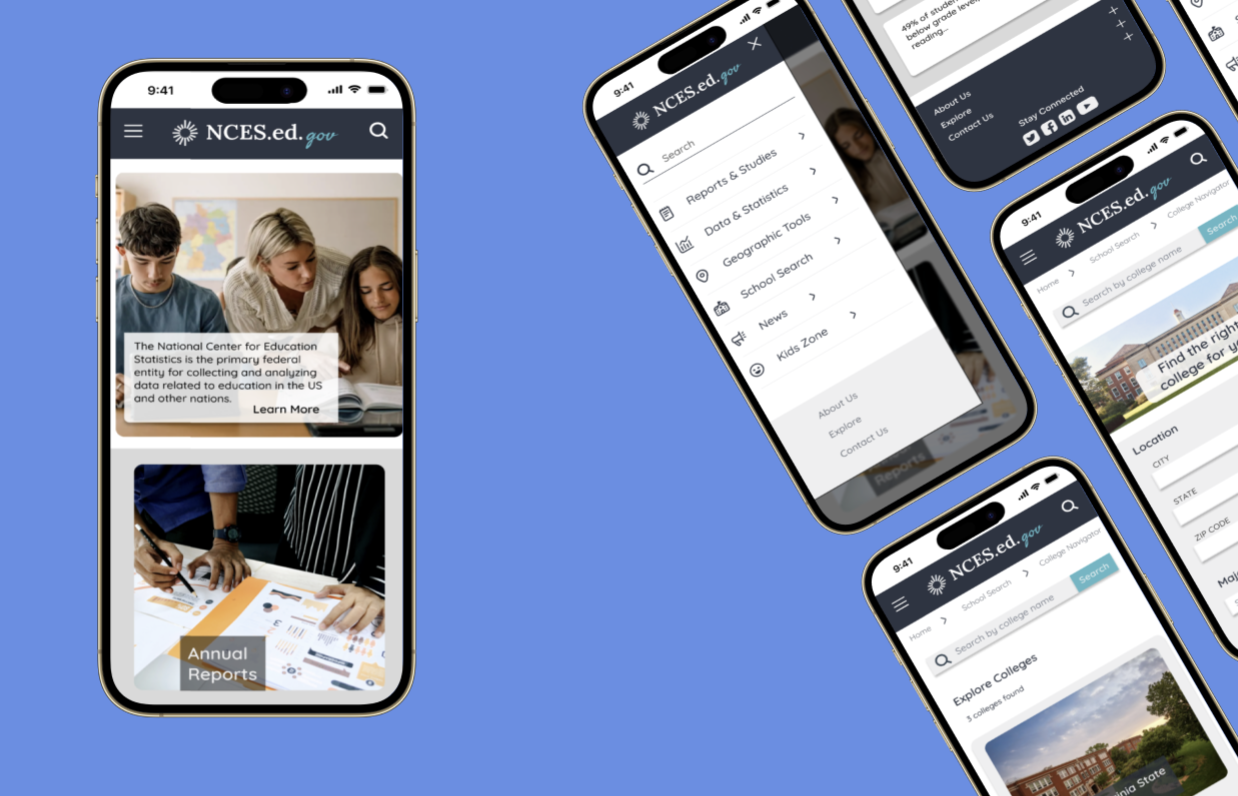 9:41
NCES.ed.gov
The National Center for Education
Statistics is the primary federal
entity for collecting and analyzing
data related to education in the US
and other nations.
Learn More
Annual
Reports
9:41
NCES.ed.gov
Search
Reports & Studies
Data & Statistics
Geographic Tools
School Search
News
Kids Zone
About Us
Explore
Contact Us
Reports
49% of studen
below grade level
reading...
About Us
Explore
Contact Us
Stay Connected
9:41
NCES.ed.gov
Home
School Search
College Navigator
Search by college name
Search
Find the right
college for yo
Location
CITY
STATE
ZIP CODE
Majo
9:41
NCES.ed.gov
Home
School Search
College Navigator
Search by college name
Search
Explore Colleges
3 colleges found
inia State